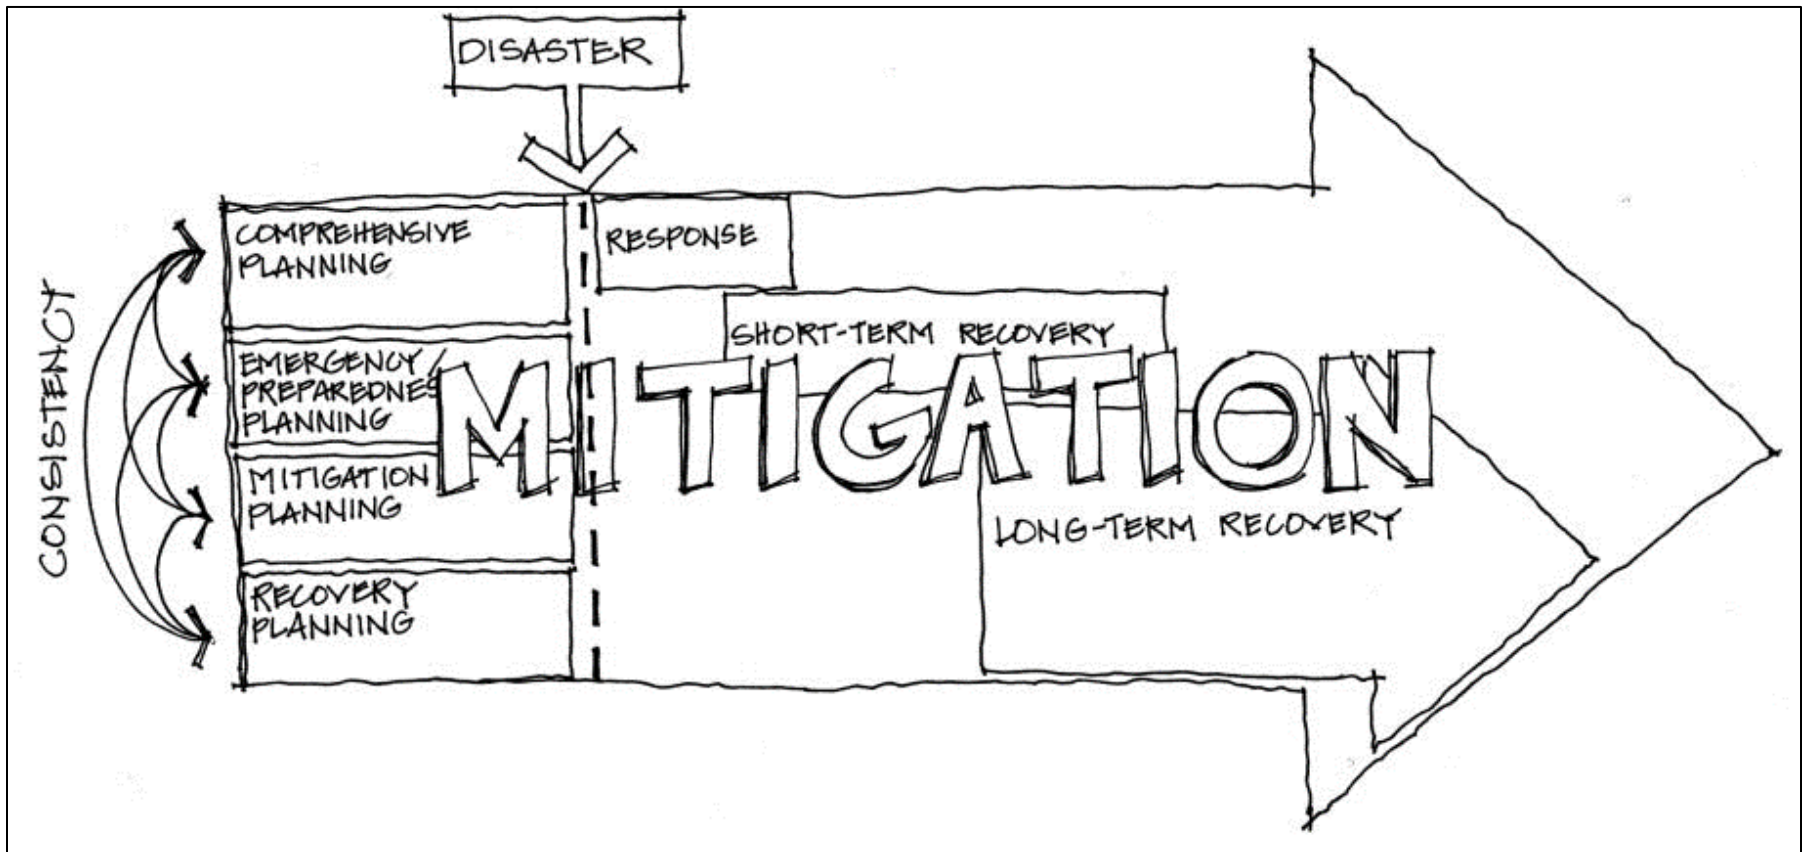 DISASTER
COMPREHENSIVE
PLANNING
RESPONSE
CONSISTENCY
SHORT-TERM RECOVERY
EMERGENCY/
PREPAREDNES
PLANNING
MITIGATION
MITIGATION
PLANNING
LONG-TERM RECOVERY
RECOVERY
PLANNING